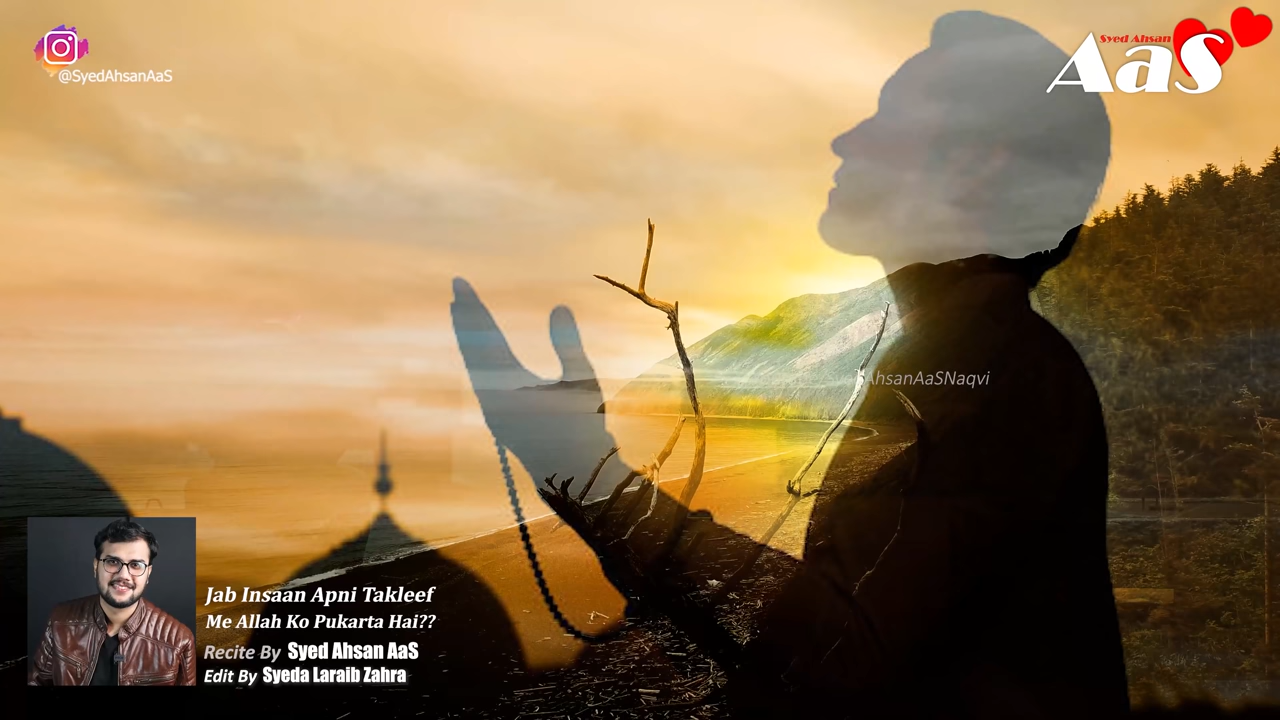 @SyedAhsanAaS
Syed Ahsan
AaS
AhsanAaSNaqvi
Jab Insaan Apni Takleef
Me Allah Ko Pukarta Hai??
Recite By Syed Ahsan AaS
Edit By Syeda Laraib Zahra